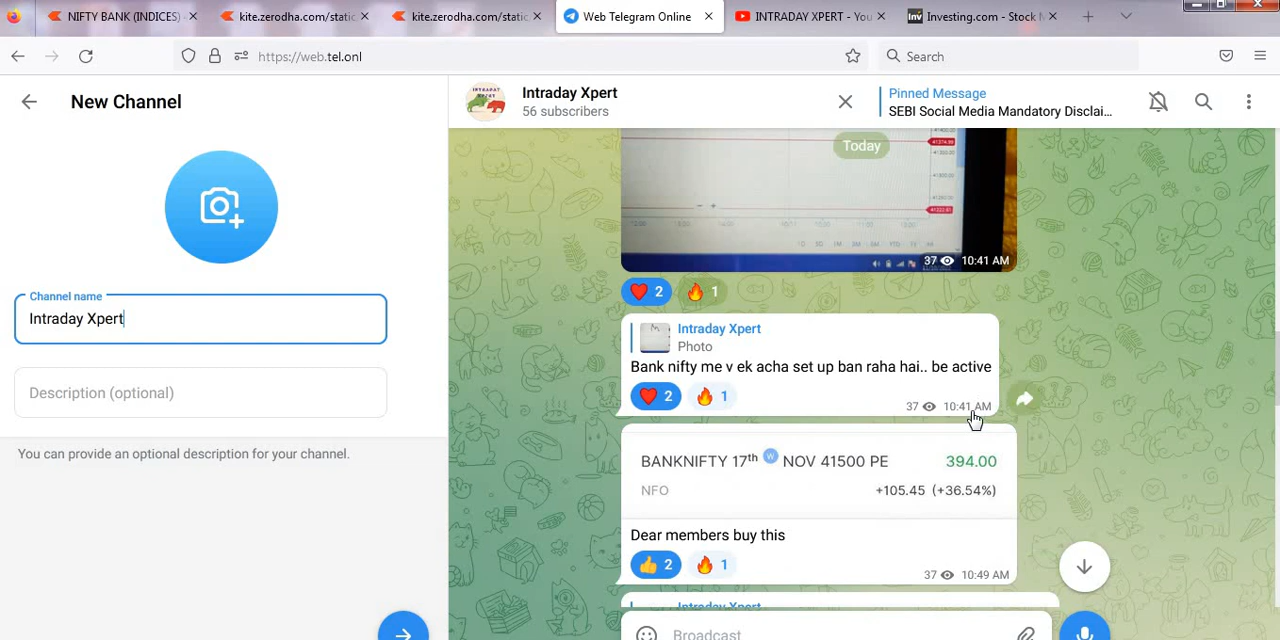 NIFTY BANK (INDICES)
kite.zerodha.com/static
kite.zerodha.com/static
Web Telegram Online
INTRADAY XPERT - You
Investing.com - Stock M
https://web.tel.onl
Search
New Channel
Intraday Xpert
56 subscribers
Pinned Message
SEBI Social Media Mandatory Disclai...
Today
37 10:41 AM
2
1
Channel name
Intraday Xpert
Description (optional)
You can provide an optional description for your channel.
Intraday Xpert
Photo
Bank nifty me v ek acha set up ban raha hai.. be active
2
1
37 10:41 AM
BANKNIFTY 17th W NOV 41500 PE 394.00
NFO +105.45 (+36.54%)
Dear members buy this
2
1
37 10:49 AM
Intraday Xpert
Broadcast